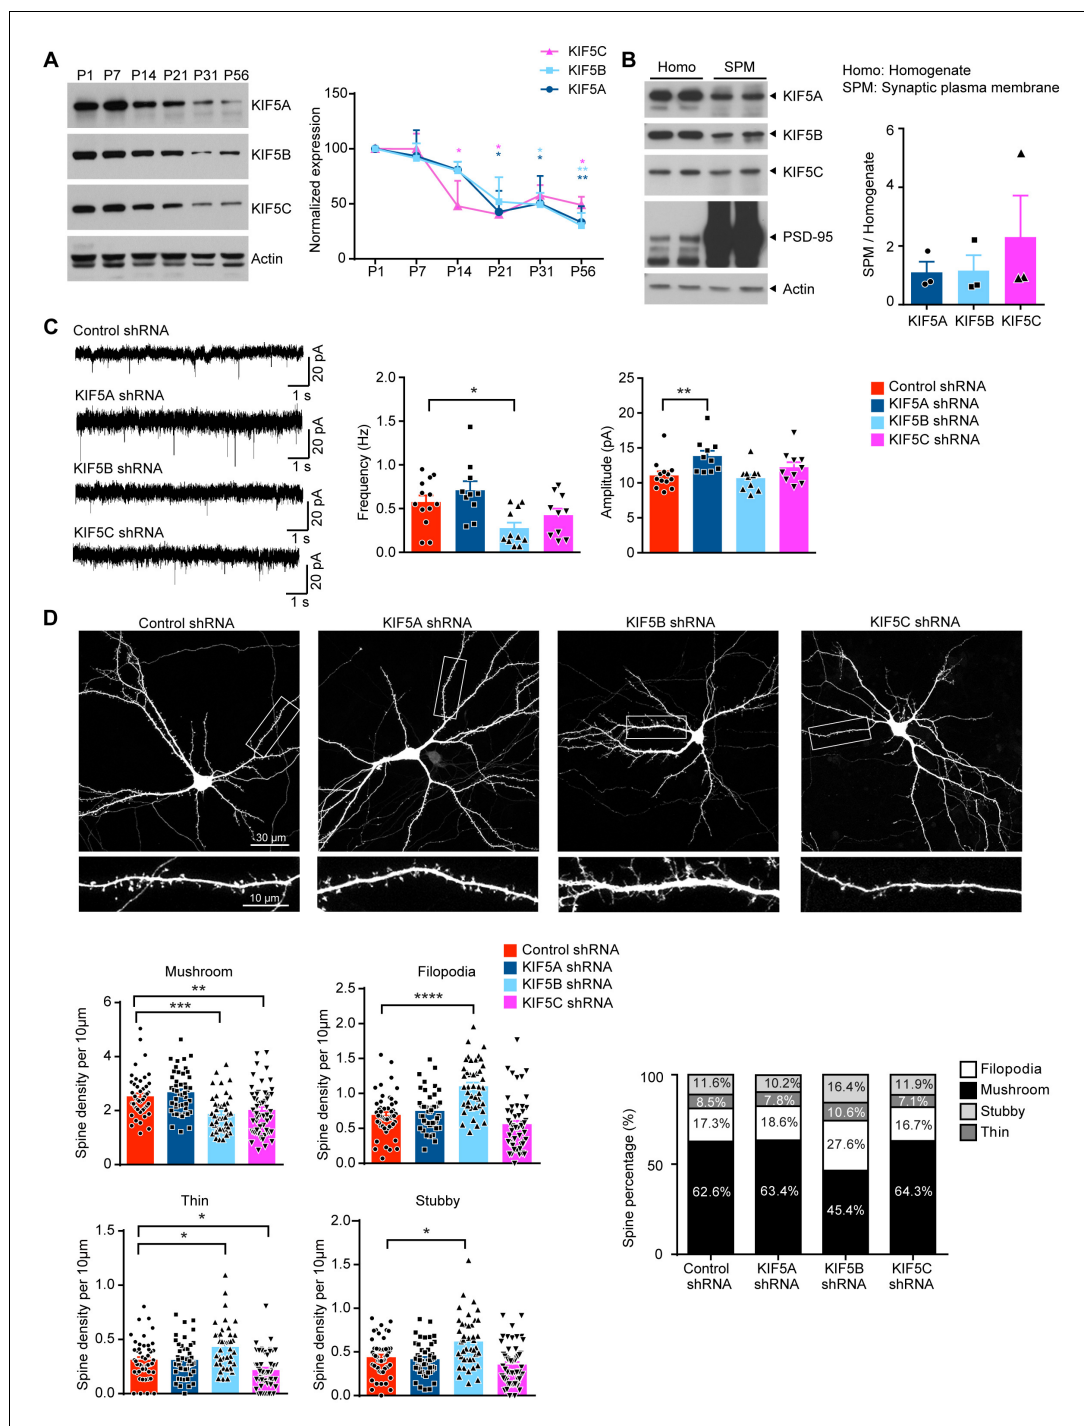 A
P1 P7 P14 P21 P31 P56
KIF5A
KIF5B
KIF5C
Actin
KIF5C
KIF5B
KIF5A
Normalized expression
150
100
50
0
* * * * * * ** **
P1 P7 P14 P21 P31 P56
B
Homo SPM
KIF5A
KIF5B
KIF5C
PSD-95
Actin
Homo: Homogenate
SPM: Synaptic plasma membrane
SPM / Homogenate
6
4
2
0
KIF5A KIF5B KIF5C
C
Control shRNA
20 pA
1 s
KIF5A shRNA
20 pA
1 s
KIF5B shRNA
20 pA
1 s
KIF5C shRNA
20 pA
1 s
Frequency (Hz)
2.0
1.5
1.0
0.5
0.0
*
Amplitude (pA)
25
20
15
10
5
0
**
Control shRNA
KIF5A shRNA
KIF5B shRNA
KIF5C shRNA
D
Control shRNA
KIF5A shRNA
KIF5B shRNA
KIF5C shRNA
30 µm
10 µm
Control shRNA
KIF5A shRNA
KIF5B shRNA
KIF5C shRNA
Mushroom
Spine density per 10µm
6
4
2
0
**
***
Filopodia
Spine density per 10µm
2.5
2.0
1.5
1.0
0.5
0.0
****
Thin
Spine density per 10µm
1.5
1.0
0.5
0.0
*
*
Stubby
Spine density per 10µm
2.0
1.5
1.0
0.5
0.0
*
Spine percentage (%)
100
50
0
11.6% 10.2% 16.4% 11.9%
8.5% 7.8% 10.6% 7.1%
17.3% 18.6% 27.6% 16.7%
62.6% 63.4% 45.4% 64.3%
Control shRNA
KIF5A shRNA
KIF5B shRNA
KIF5C shRNA
Filopodia
Mushroom
Stubby
Thin